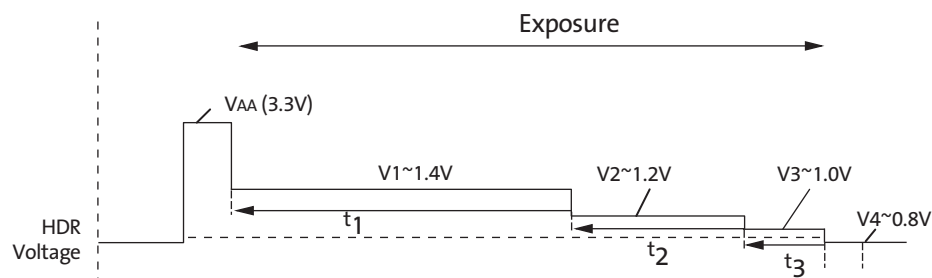 Exposure
VAA (3.3V)
V1~1.4V
V2~1.2V
V3~1.0V
V4~0.8V
HDR
Voltage
t1
t2
t3